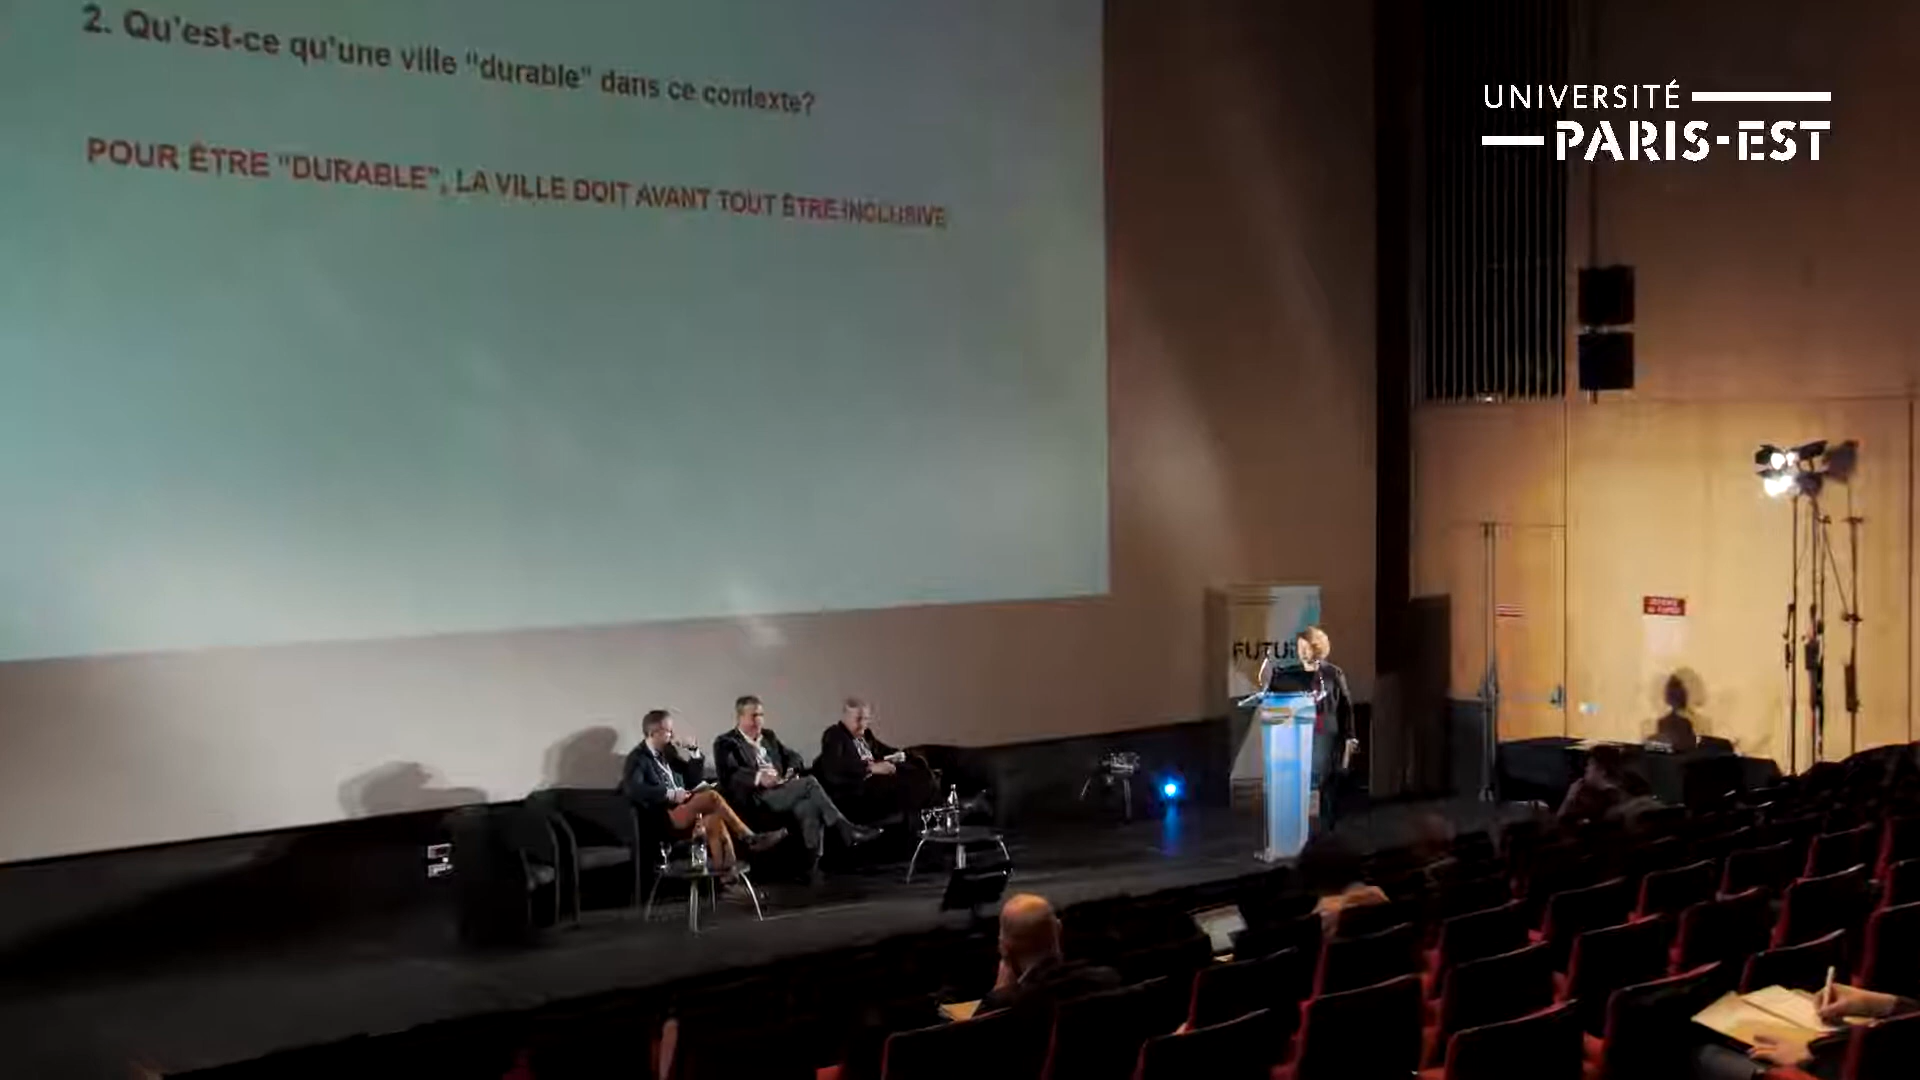 2. Qu'est-ce qu'une ville "durable" dans ce contexte?
POUR ÊTRE "DURABLE", LA VILLE DOIT AVANT TOUT ÊTRE INCLUSIVE
UNIVERSITÉ
PARIS-EST